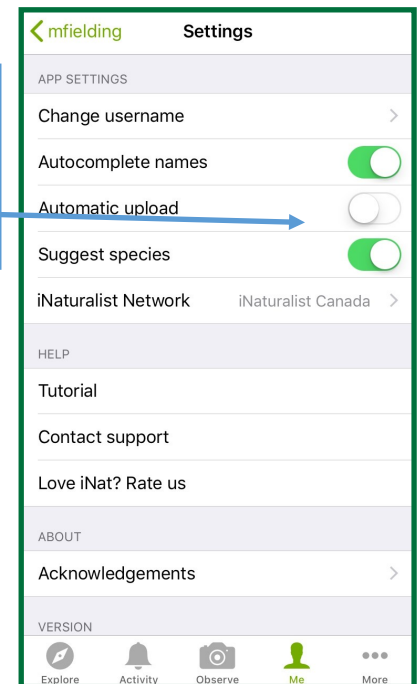 mfielding Settings
APP SETTINGS
Change username
Autocomplete names
Automatic upload
Suggest species
iNaturalist Network iNaturalist Canada
HELP
Tutorial
Contact support
Love iNat? Rate us
ABOUT
Acknowledgements
VERSION
Explore Activity Observe Me More